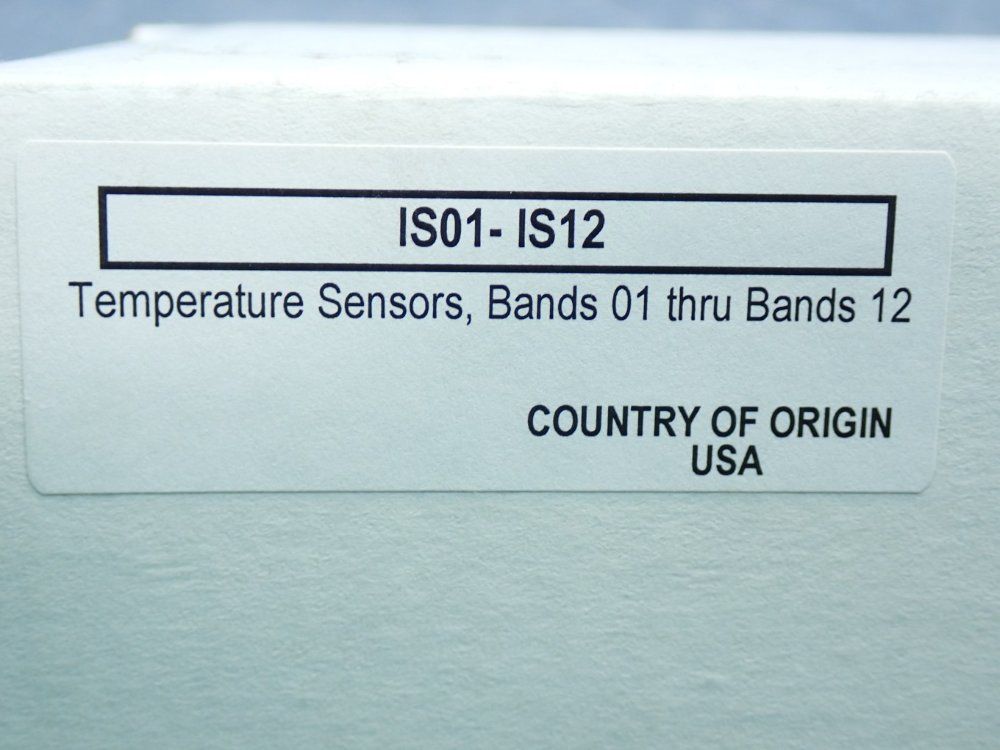 IS01- IS12
Temperature Sensors, Bands 01 thru Bands 12
COUNTRY OF ORIGIN
USA